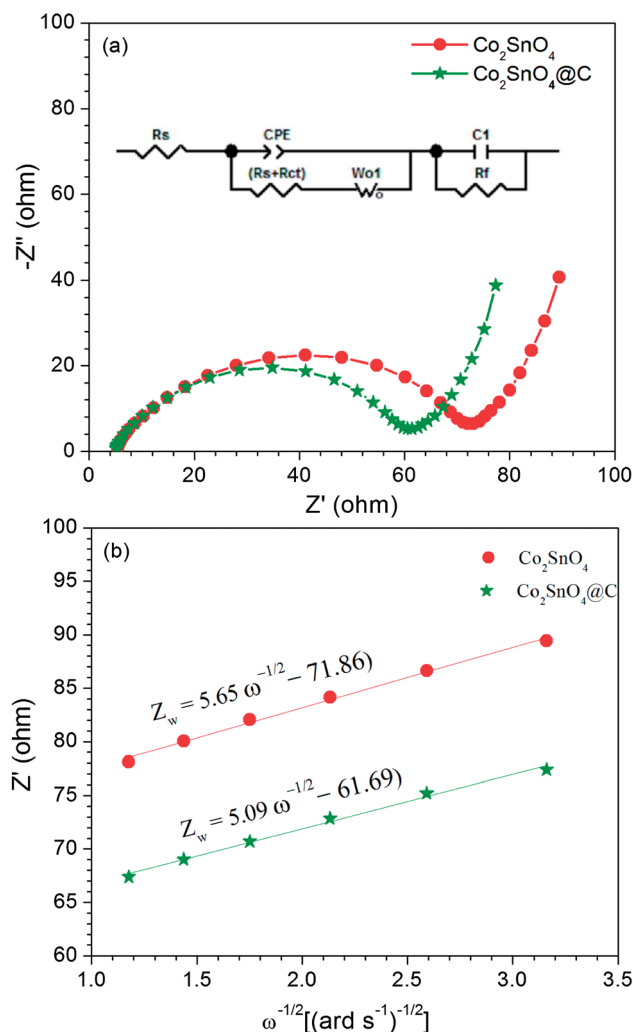 (a)
Co₂SnO₄
Co₂SnO₄@C
Rs
CPE
(Rs+Rct)
Wo1
C1
Rf
-Z" (ohm)
100
80
60
40
20
0
0 20 40 60 80 100
Z' (ohm)
(b)
Co₂SnO₄
Co₂SnO₄@C
Z_w = 5.65 ω^(−1/2) − 71.86)
Z_w = 5.09 ω^(−1/2) − 61.69)
Z' (ohm)
100
95
90
85
80
75
70
65
60
1.0 1.5 2.0 2.5 3.0 3.5
ω^(-1/2)[(ard s^(-1))^(-1/2)]